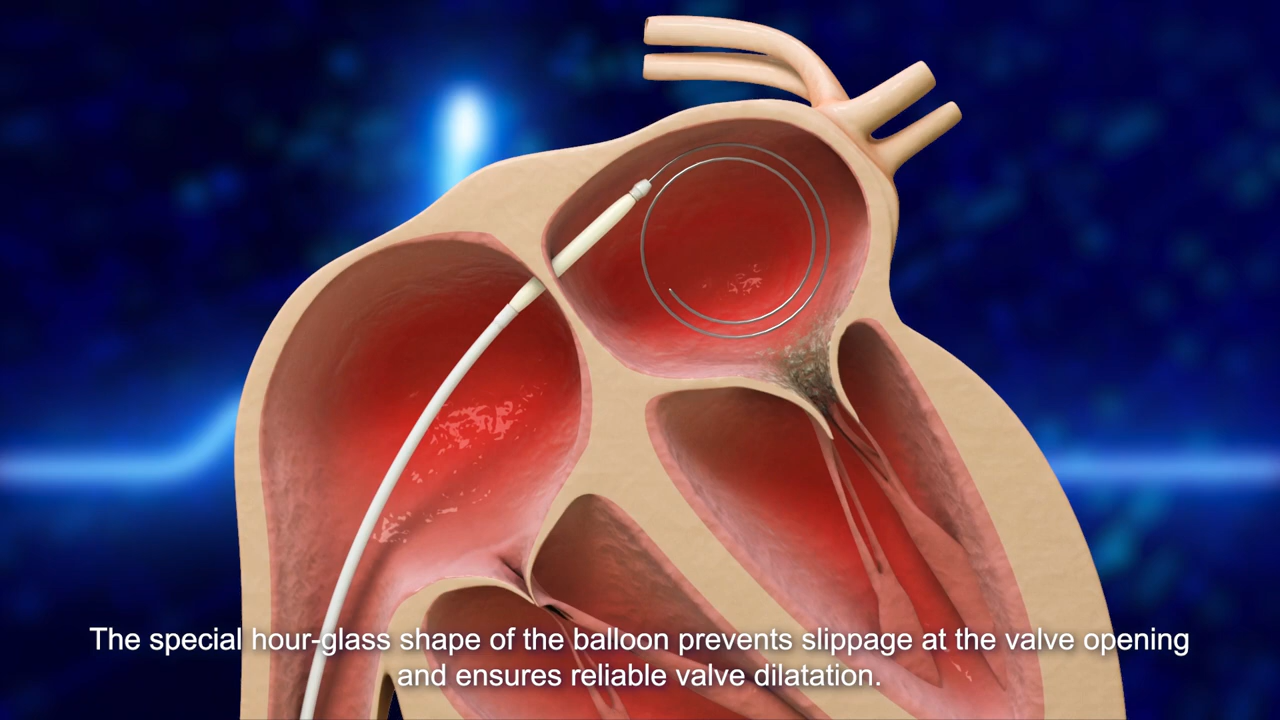 The special hour-glass shape of the balloon prevents slippage at the valve opening
and ensures reliable valve dilatation.